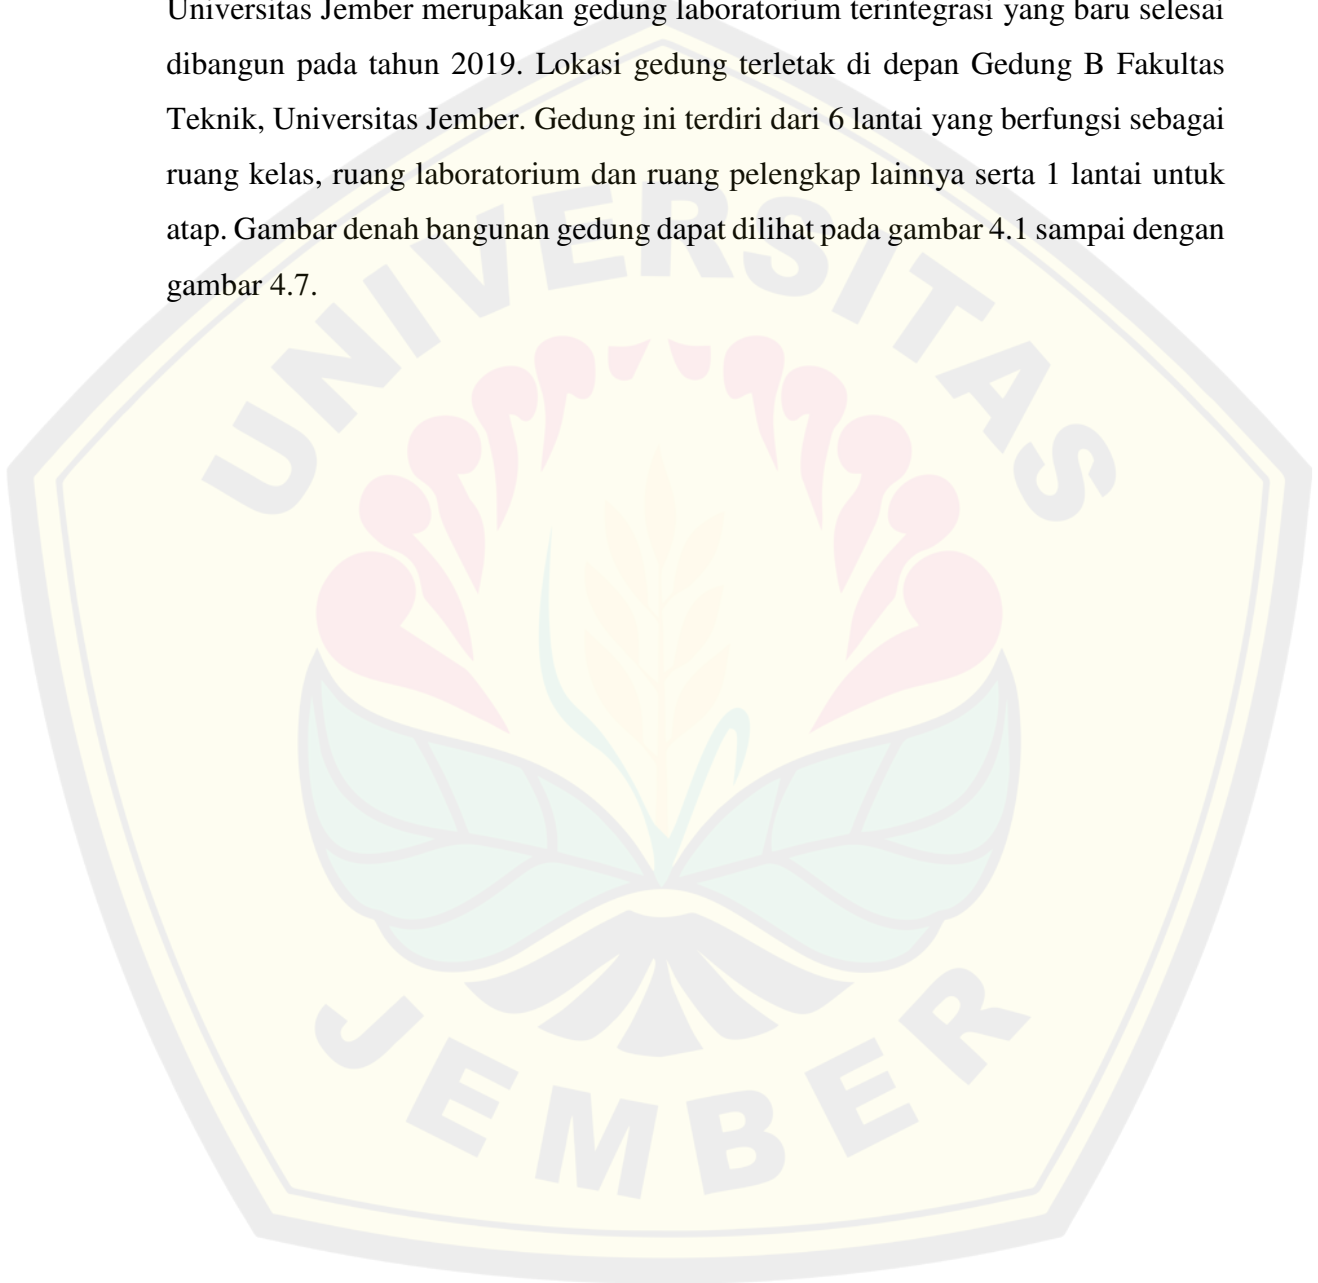 Universitas Jember merupakan gedung laboratorium terintegrasi yang baru selesai
dibangun pada tahun 2019. Lokasi gedung terletak di depan Gedung B Fakultas
Teknik, Universitas Jember. Gedung ini terdiri dari 6 lantai yang berfungsi sebagai
ruang kelas, ruang laboratorium dan ruang pelengkap lainnya serta 1 lantai untuk
atap. Gambar denah bangunan gedung dapat dilihat pada gambar 4.1 sampai dengan
gambar 4.7.
UNIVERSITAS
JEMBER